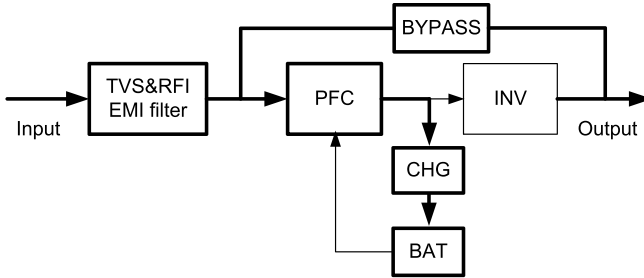 BYPASS
TVS&RFI
EMI filter
PFC
INV
Input
Output
CHG
BAT